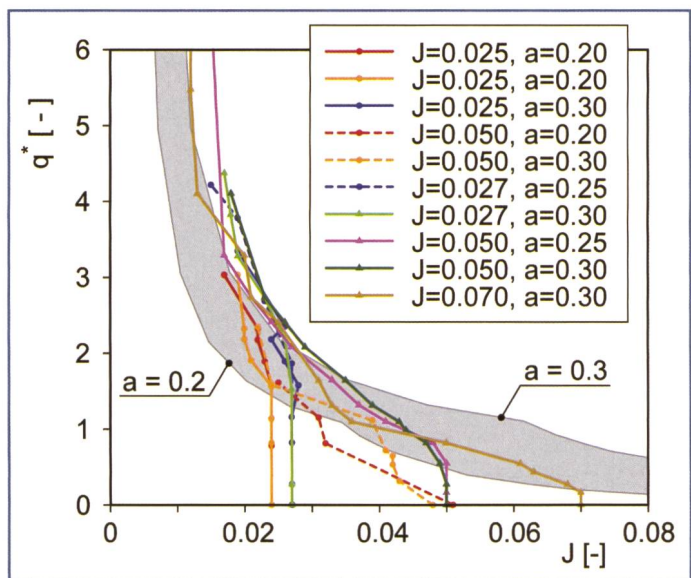 6
5
4
3
2
1
0
q* [ - ]
J=0.025, a=0.20
J=0.025, a=0.20
J=0.025, a=0.30
J=0.050, a=0.20
J=0.050, a=0.30
J=0.027, a=0.25
J=0.027, a=0.30
J=0.050, a=0.25
J=0.050, a=0.30
J=0.070, a=0.30
a = 0.2
a = 0.3
0
0.02
0.04
0.06
0.08
J [-]